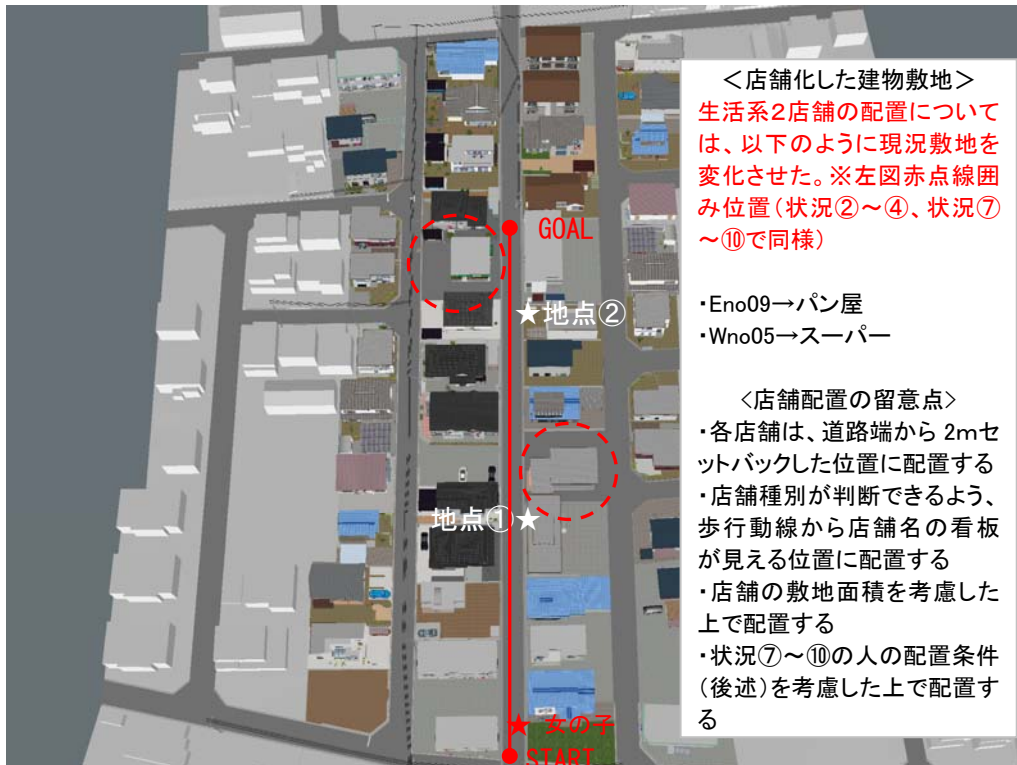 GOAL
★地点②
地点①★
★ 女の子
START
<店舗化した建物敷地>
生活系2店舗の配置について
は、以下のように現況敷地を
変化させた。※左図赤点線囲
み位置(状況②~④、状況⑦
~⑩で同様)
・Eno09→パン屋
・Wno05→スーパー
<店舗配置の留意点>
・各店舗は、道路端から 2mセ
ットバックした位置に配置する
・店舗種別が判断できるよう、
歩行動線から店舗名の看板
が見える位置に配置する
・店舗の敷地面積を考慮した
上で配置する
・状況⑦~⑩の人の配置条件
(後述)を考慮した上で配置す
る